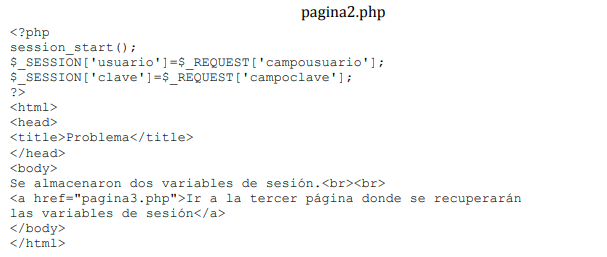 pagina2.php
<?php
session_start();
$_SESSION['usuario']=$_REQUEST['campousuario'];
$_SESSION['clave']=$_REQUEST['campoclave'];
?>
<html>
<head>
<title>Problema</title>
</head>
<body>
Se almacenaron dos variables de sesión.<br><br>
<a href="pagina3.php">Ir a la tercer página donde se recuperarán
las variables de sesión</a>
</body>
</html>